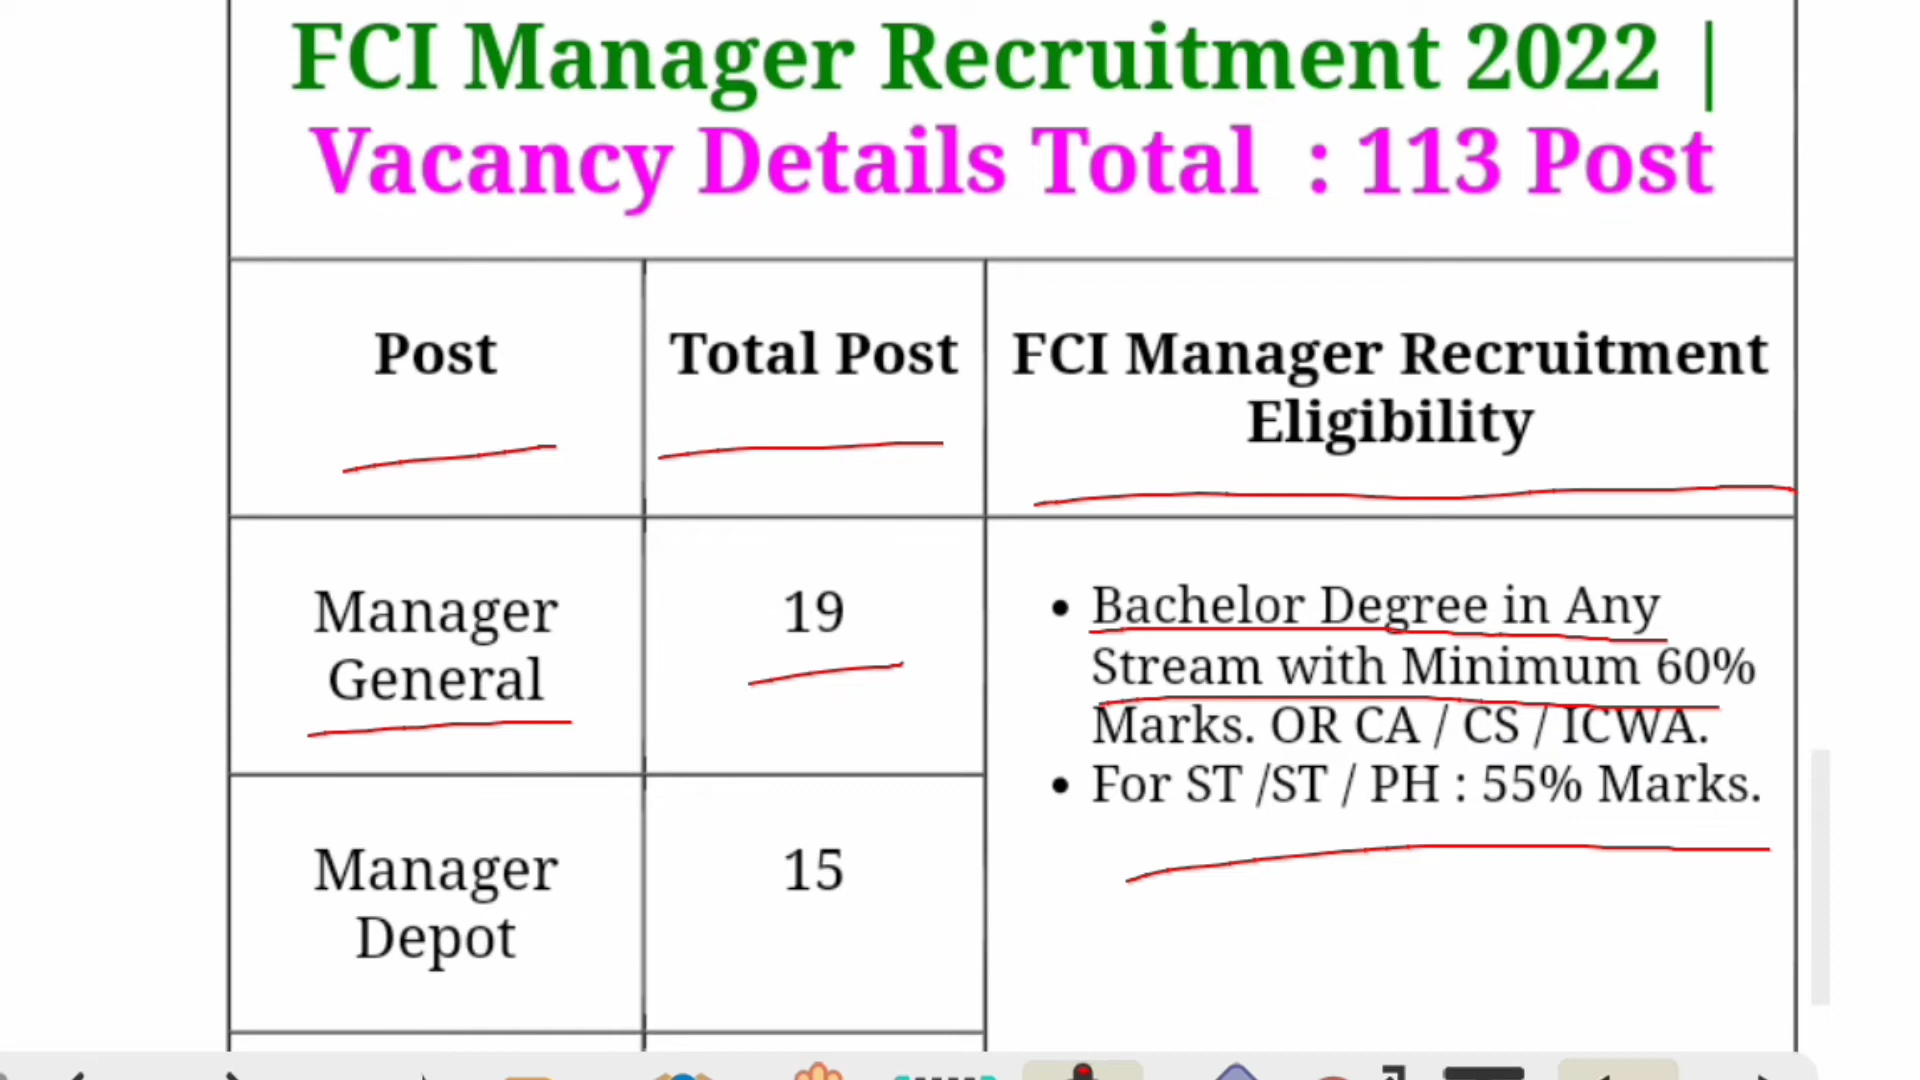 FCI Manager Recruitment 2022 |
Vacancy Details Total : 113 Post
Post
Total Post
FCI Manager Recruitment
Eligibility
Manager
General
19
• Bachelor Degree in Any
Stream with Minimum 60%
Marks. OR CA / CS / ICWA.
• For ST /ST / PH : 55% Marks.
Manager
Depot
15